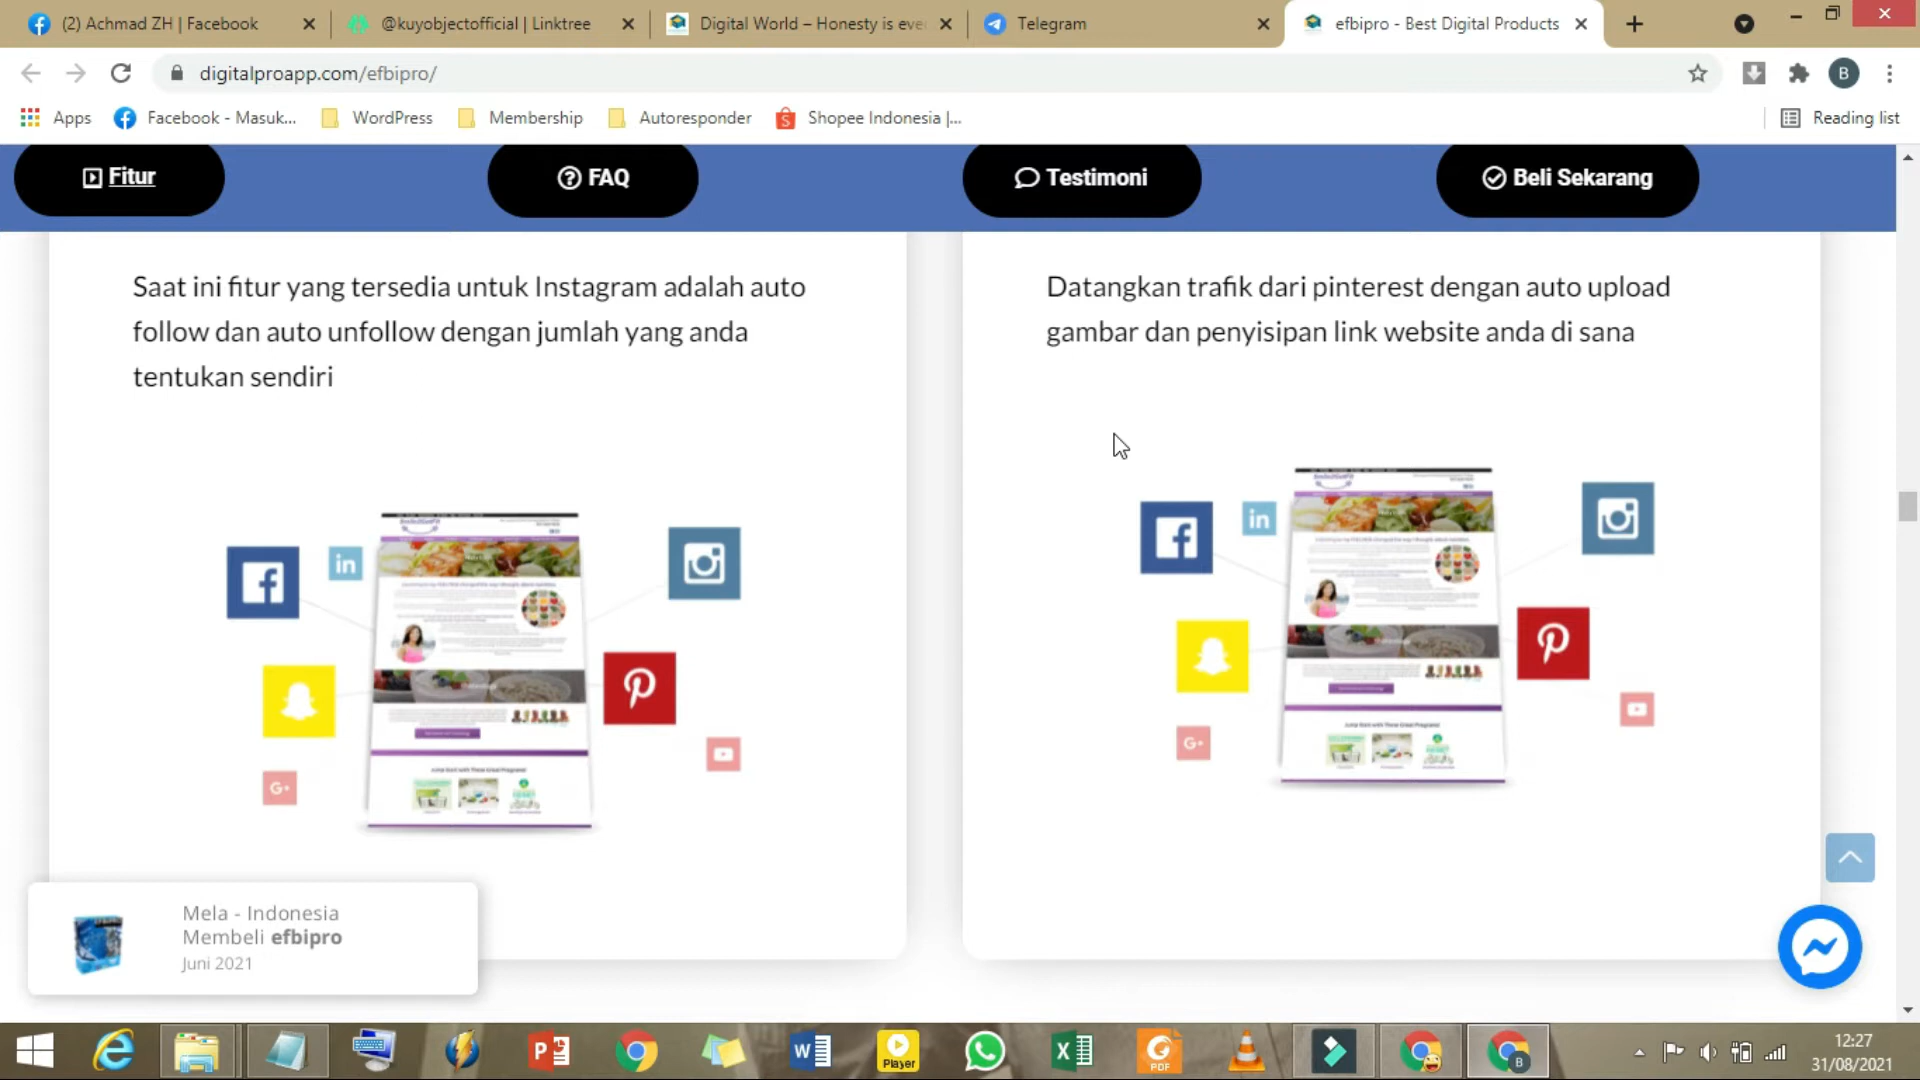 (2) Achmad ZH | Facebook
@kuyobjectofficial | Linktree
Digital World – Honesty is eve
Telegram
efbipro - Best Digital Products
digitalproapp.com/efbipro/
B
Apps
Facebook - Masuk...
WordPress
Membership
Autoresponder
Shopee Indonesia |...
Reading list
Fitur
FAQ
Testimoni
Beli Sekarang
Saat ini fitur yang tersedia untuk Instagram adalah auto
follow dan auto unfollow dengan jumlah yang anda
tentukan sendiri
Datangkan trafik dari pinterest dengan auto upload
gambar dan penyisipan link website anda di sana
in
G+
in
G+
Mela - Indonesia
Membeli efbipro
Juni 2021
Player
PDF
B
12:27
31/08/2021